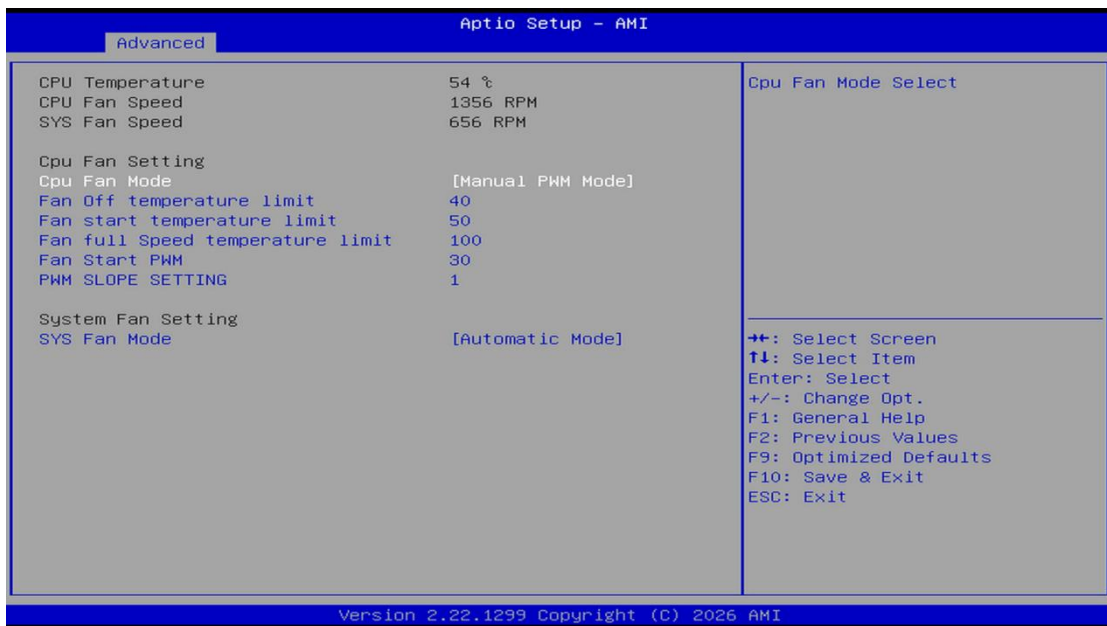 Aptio Setup – AMI
Advanced
CPU Temperature 54 ℃
CPU Fan Speed 1356 RPM
SYS Fan Speed 656 RPM
Cpu Fan Setting
Cpu Fan Mode [Manual PWM Mode]
Fan Off temperature limit 40
Fan start temperature limit 50
Fan full Speed temperature limit 100
Fan Start PWM 30
PWM SLOPE SETTING 1
System Fan Setting
SYS Fan Mode [Automatic Mode]
Cpu Fan Mode Select
→←: Select Screen
↑↓: Select Item
Enter: Select
+/-: Change Opt.
F1: General Help
F2: Previous Values
F9: Optimized Defaults
F10: Save & Exit
ESC: Exit
Version 2.22.1299 Copyright (C) 2026 AMI